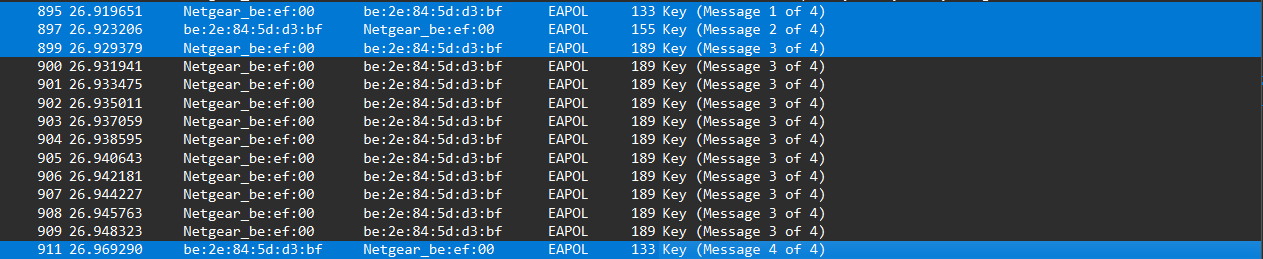 895 26.919651 Netgear_be:ef:00 be:2e:84:5d:d3:bf EAPOL 133 Key (Message 1 of 4)
897 26.923206 be:2e:84:5d:d3:bf Netgear_be:ef:00 EAPOL 155 Key (Message 2 of 4)
899 26.929379 Netgear_be:ef:00 be:2e:84:5d:d3:bf EAPOL 189 Key (Message 3 of 4)
900 26.931941 Netgear_be:ef:00 be:2e:84:5d:d3:bf EAPOL 189 Key (Message 3 of 4)
901 26.933475 Netgear_be:ef:00 be:2e:84:5d:d3:bf EAPOL 189 Key (Message 3 of 4)
902 26.935011 Netgear_be:ef:00 be:2e:84:5d:d3:bf EAPOL 189 Key (Message 3 of 4)
903 26.937059 Netgear_be:ef:00 be:2e:84:5d:d3:bf EAPOL 189 Key (Message 3 of 4)
904 26.938595 Netgear_be:ef:00 be:2e:84:5d:d3:bf EAPOL 189 Key (Message 3 of 4)
905 26.940643 Netgear_be:ef:00 be:2e:84:5d:d3:bf EAPOL 189 Key (Message 3 of 4)
906 26.942181 Netgear_be:ef:00 be:2e:84:5d:d3:bf EAPOL 189 Key (Message 3 of 4)
907 26.944227 Netgear_be:ef:00 be:2e:84:5d:d3:bf EAPOL 189 Key (Message 3 of 4)
908 26.945763 Netgear_be:ef:00 be:2e:84:5d:d3:bf EAPOL 189 Key (Message 3 of 4)
909 26.948323 Netgear_be:ef:00 be:2e:84:5d:d3:bf EAPOL 189 Key (Message 3 of 4)
911 26.969290 be:2e:84:5d:d3:bf Netgear_be:ef:00 EAPOL 133 Key (Message 4 of 4)